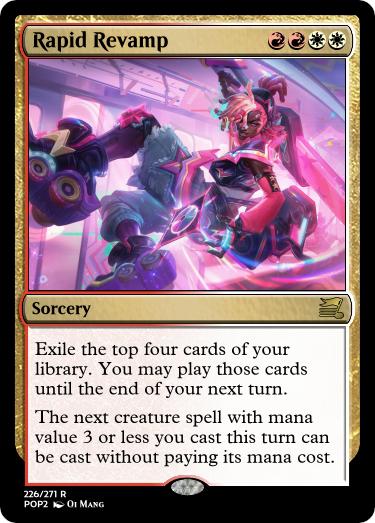 Rapid Revamp
Sorcery
Exile the top four cards of your
library. You may play those cards
until the end of your next turn.
The next creature spell with mana
value 3 or less you cast this turn can
be cast without paying its mana cost.
226/271 R
POP2 Oi Mang